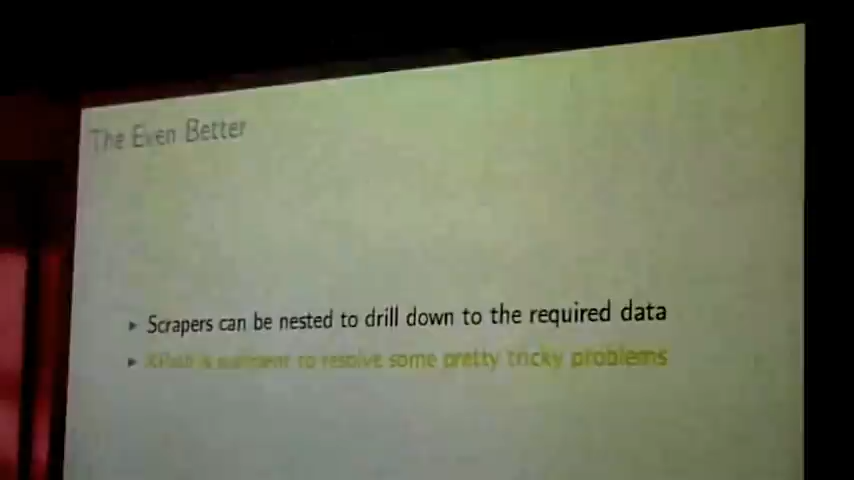 The Even Better
Scrapers can be nested to drill down to the required data
to resolve some pretty tricky problems